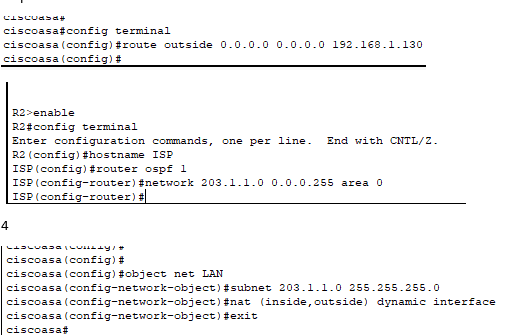 ciscoasa#
ciscoasa#config terminal
ciscoasa(config)#route outside 0.0.0.0 0.0.0.0 192.168.1.130
ciscoasa(config)#
R2>enable
R2#config terminal
Enter configuration commands, one per line.  End with CNTL/Z.
R2(config)#hostname ISP
ISP(config)#router ospf 1
ISP(config-router)#network 203.1.1.0 0.0.0.255 area 0
ISP(config-router)#
4
ciscoasa(config)#
ciscoasa(config)#
ciscoasa(config)#object net LAN
ciscoasa(config-network-object)#subnet 203.1.1.0 255.255.255.0
ciscoasa(config-network-object)#nat (inside,outside) dynamic interface
ciscoasa(config-network-object)#exit
ciscoasa#